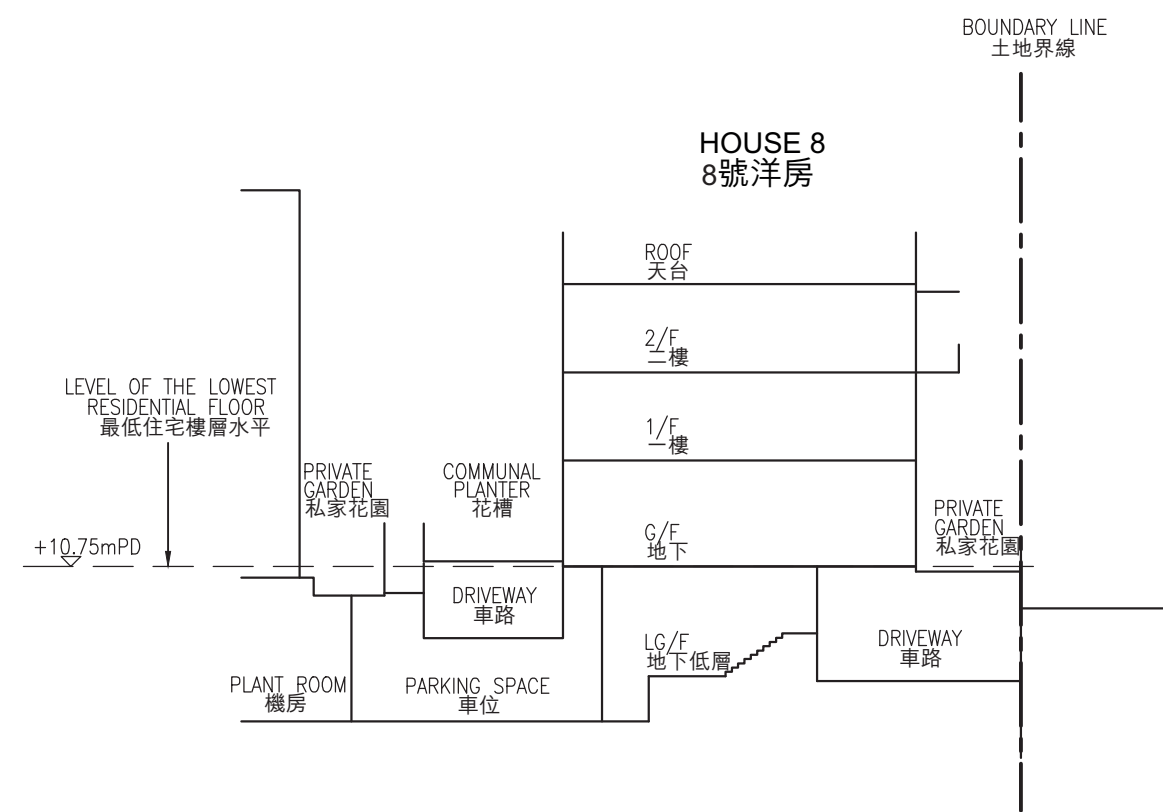 BOUNDARY LINE
土地界線
HOUSE 8
8號洋房
ROOF
天台
2/F
二樓
LEVEL OF THE LOWEST
RESIDENTIAL FLOOR
最低住宅樓層水平
1/F
一樓
PRIVATE
GARDEN
私家花園
COMMUNAL
PLANTER
花槽
G/F
地下
PRIVATE
GARDEN
私家花園
+10.75mPD
DRIVEWAY
車路
LG/F
地下低層
DRIVEWAY
車路
PLANT ROOM
機房
PARKING SPACE
車位